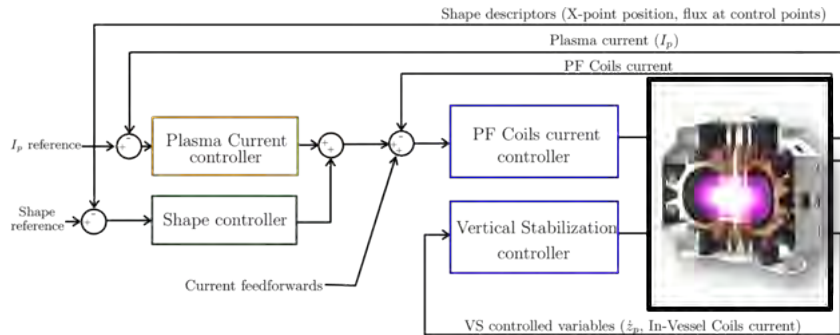 Shape descriptors (X-point position, flux at control points)
Plasma current (Iₚ)
PF Coils current
Iₚ reference
Plasma Current
controller
PF Coils current
controller
Shape
reference
Shape controller
Vertical Stabilization
controller
Current feedforwards
VS controlled variables (żₚ, In-Vessel Coils current)